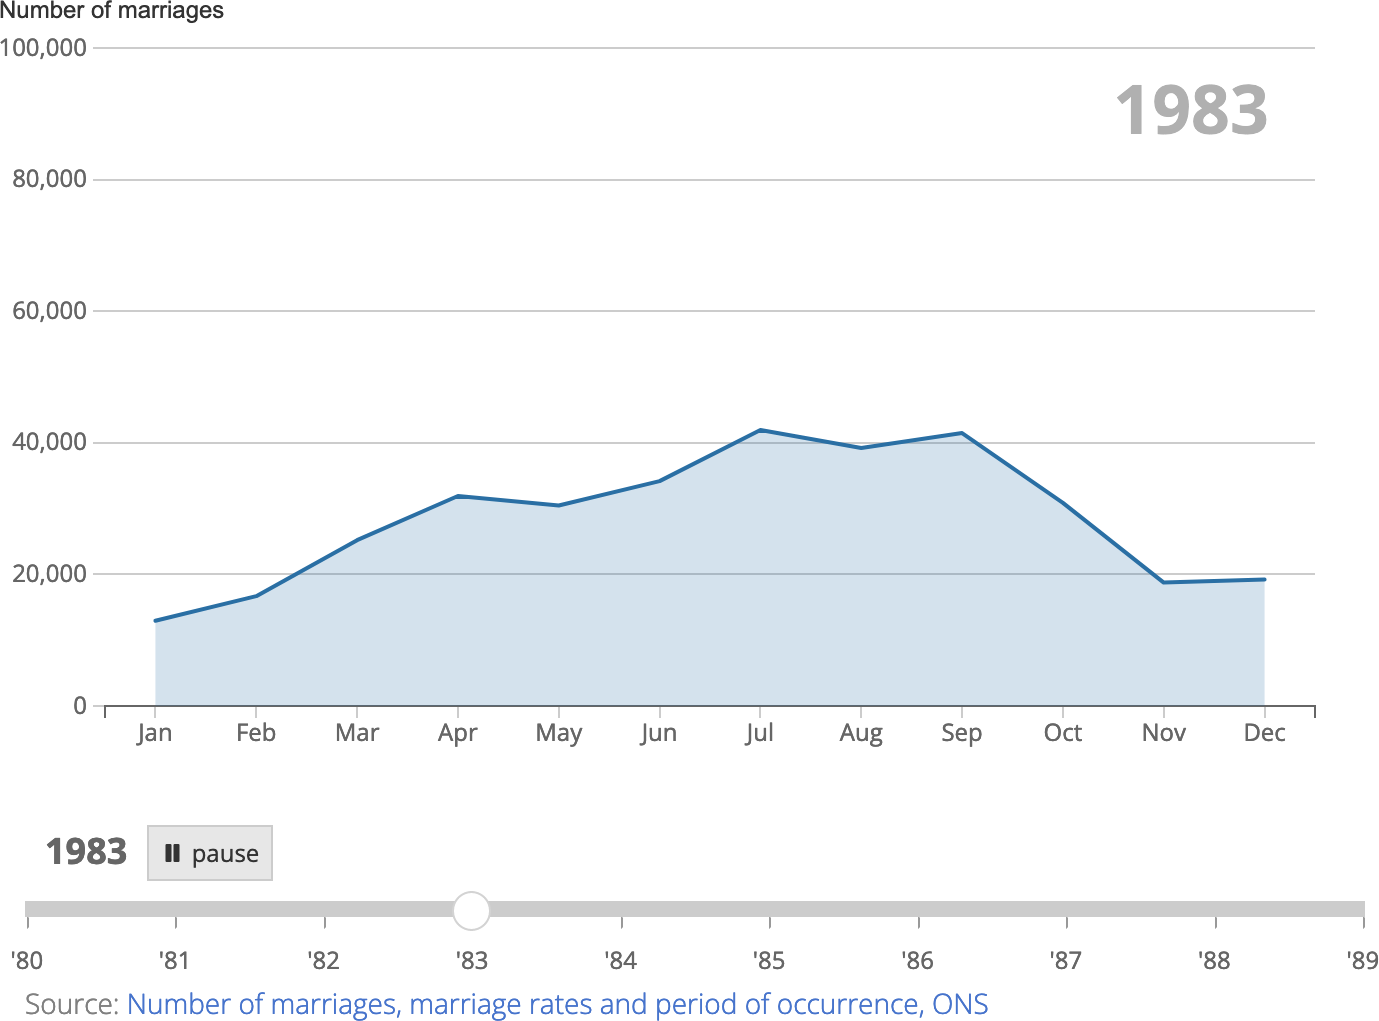 Number of marriages
100,000
1983
80,000
60,000
40,000
20,000
0
Jan Feb Mar Apr May Jun Jul Aug Sep Oct Nov Dec
1983 pause
'80 '81 '82 '83 '84 '85 '86 '87 '88 '89
Source: Number of marriages, marriage rates and period of occurrence, ONS